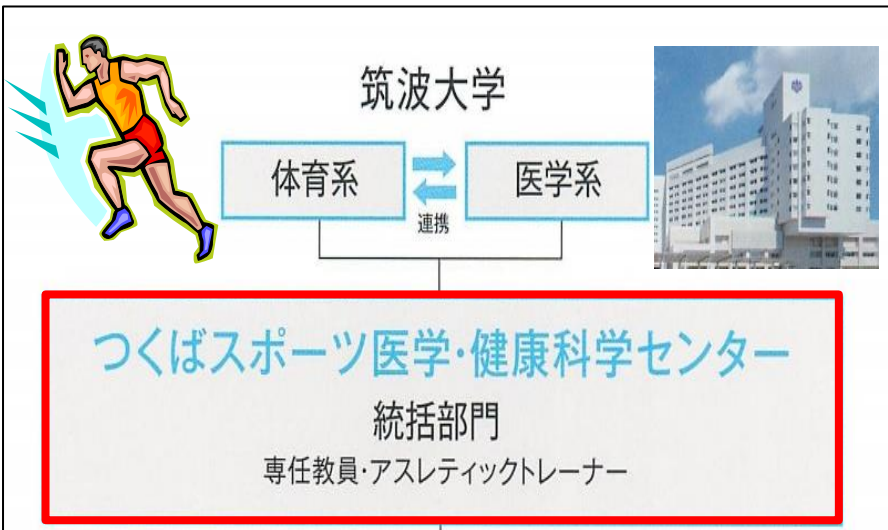 筑波大学
体育系
医学系
連携
つくばスポーツ医学・健康科学センター
統括部門
専任教員・アスレティックトレーナー